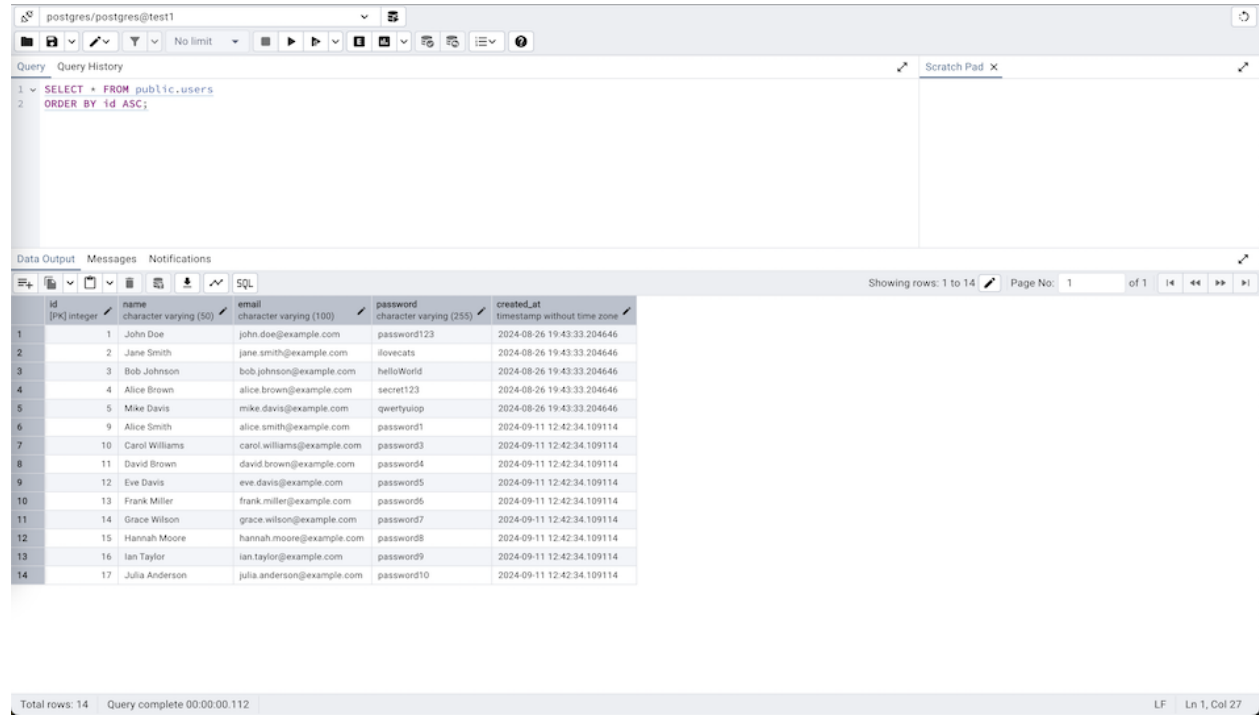 postgres/postgres@test1
No limit
Query Query History
Scratch Pad
1 SELECT * FROM public.users
2 ORDER BY id ASC;
Data Output Messages Notifications
SQL
Showing rows: 1 to 14 Page No: 1 of 1
id name email password created_at
[PK] integer character varying (50) character varying (100) character varying (255) timestamp without time zone
1 1 John Doe john.doe@example.com password123 2024-08-26 19:43:33.204646
2 2 Jane Smith jane.smith@example.com ilovecats 2024-08-26 19:43:33.204646
3 3 Bob Johnson bob.johnson@example.com helloWorld 2024-08-26 19:43:33.204646
4 4 Alice Brown alice.brown@example.com secret123 2024-08-26 19:43:33.204646
5 5 Mike Davis mike.davis@example.com qwertyuiop 2024-08-26 19:43:33.204646
6 9 Alice Smith alice.smith@example.com password1 2024-09-11 12:42:34.109114
7 10 Carol Williams carol.williams@example.com password3 2024-09-11 12:42:34.109114
8 11 David Brown david.brown@example.com password4 2024-09-11 12:42:34.109114
9 12 Eve Davis eve.davis@example.com password5 2024-09-11 12:42:34.109114
10 13 Frank Miller frank.miller@example.com password6 2024-09-11 12:42:34.109114
11 14 Grace Wilson grace.wilson@example.com password7 2024-09-11 12:42:34.109114
12 15 Hannah Moore hannah.moore@example.com password8 2024-09-11 12:42:34.109114
13 16 Ian Taylor ian.taylor@example.com password9 2024-09-11 12:42:34.109114
14 17 Julia Anderson julia.anderson@example.com password10 2024-09-11 12:42:34.109114
Total rows: 14 Query complete 00:00:00.112 LF Ln 1, Col 27